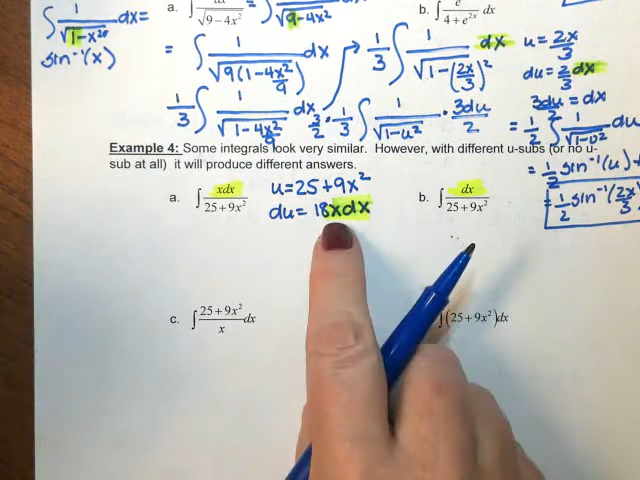 ∫ 1/√(1-x²) dx =
sin⁻¹(x)
a. ∫ dx/√(9-4x²) = ∫ /√(9-4x²)
b. ∫ e/(4+e²ˣ) dx
= ∫ 1/√(9(1-4x²/9)) dx → 1/3 ∫ 1/√(1-(2x/3)²) dx
u = 2x/3
du = 2/3 dx
3du/2 = dx
1/3 ∫ 1/√(1-4x²/9) dx
3/2 · 1/3 ∫ 1/√(1-u²) · 3du/2
= 1/2 ∫ 1/√(1-u²) du
= 1/2 sin⁻¹(u) +
= 1/2 sin⁻¹(2x/3)
Example 4: Some integrals look very similar. However, with different u-subs (or no u-
sub at all) it will produce different answers.
a. ∫ xdx/(25+9x²)
u = 25+9x²
du = 18xdx
b. ∫ dx/(25+9x²)
c. ∫ (25+9x²)/x dx
∫(25+9x²)dx